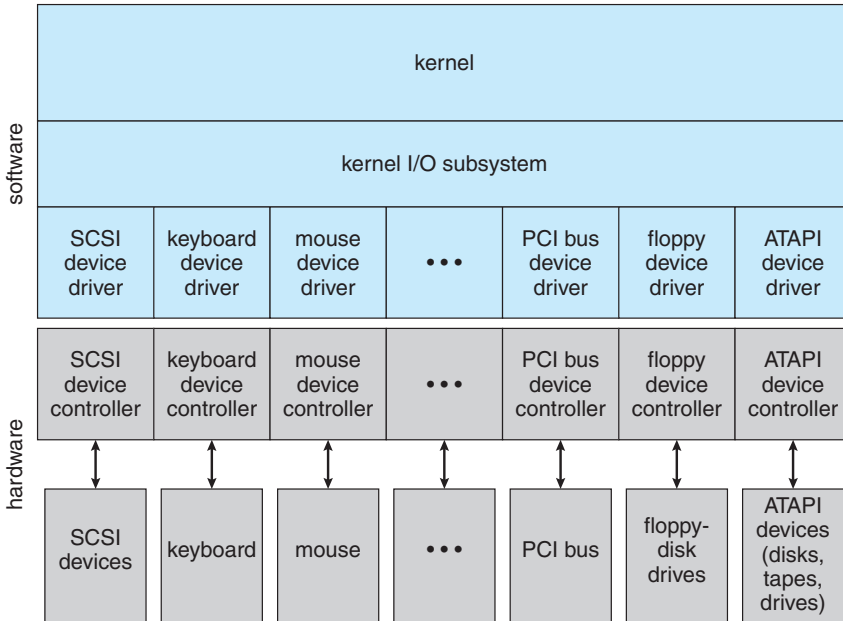 software
kernel
kernel I/O subsystem
SCSI
device
driver
keyboard
device
driver
mouse
device
driver
•••
PCI bus
device
driver
floppy
device
driver
ATAPI
device
driver
hardware
SCSI
device
controller
keyboard
device
controller
mouse
device
controller
•••
PCI bus
device
controller
floppy
device
controller
ATAPI
device
controller
SCSI
devices
keyboard
mouse
•••
PCI bus
floppy-
disk
drives
ATAPI
devices
(disks,
tapes,
drives)